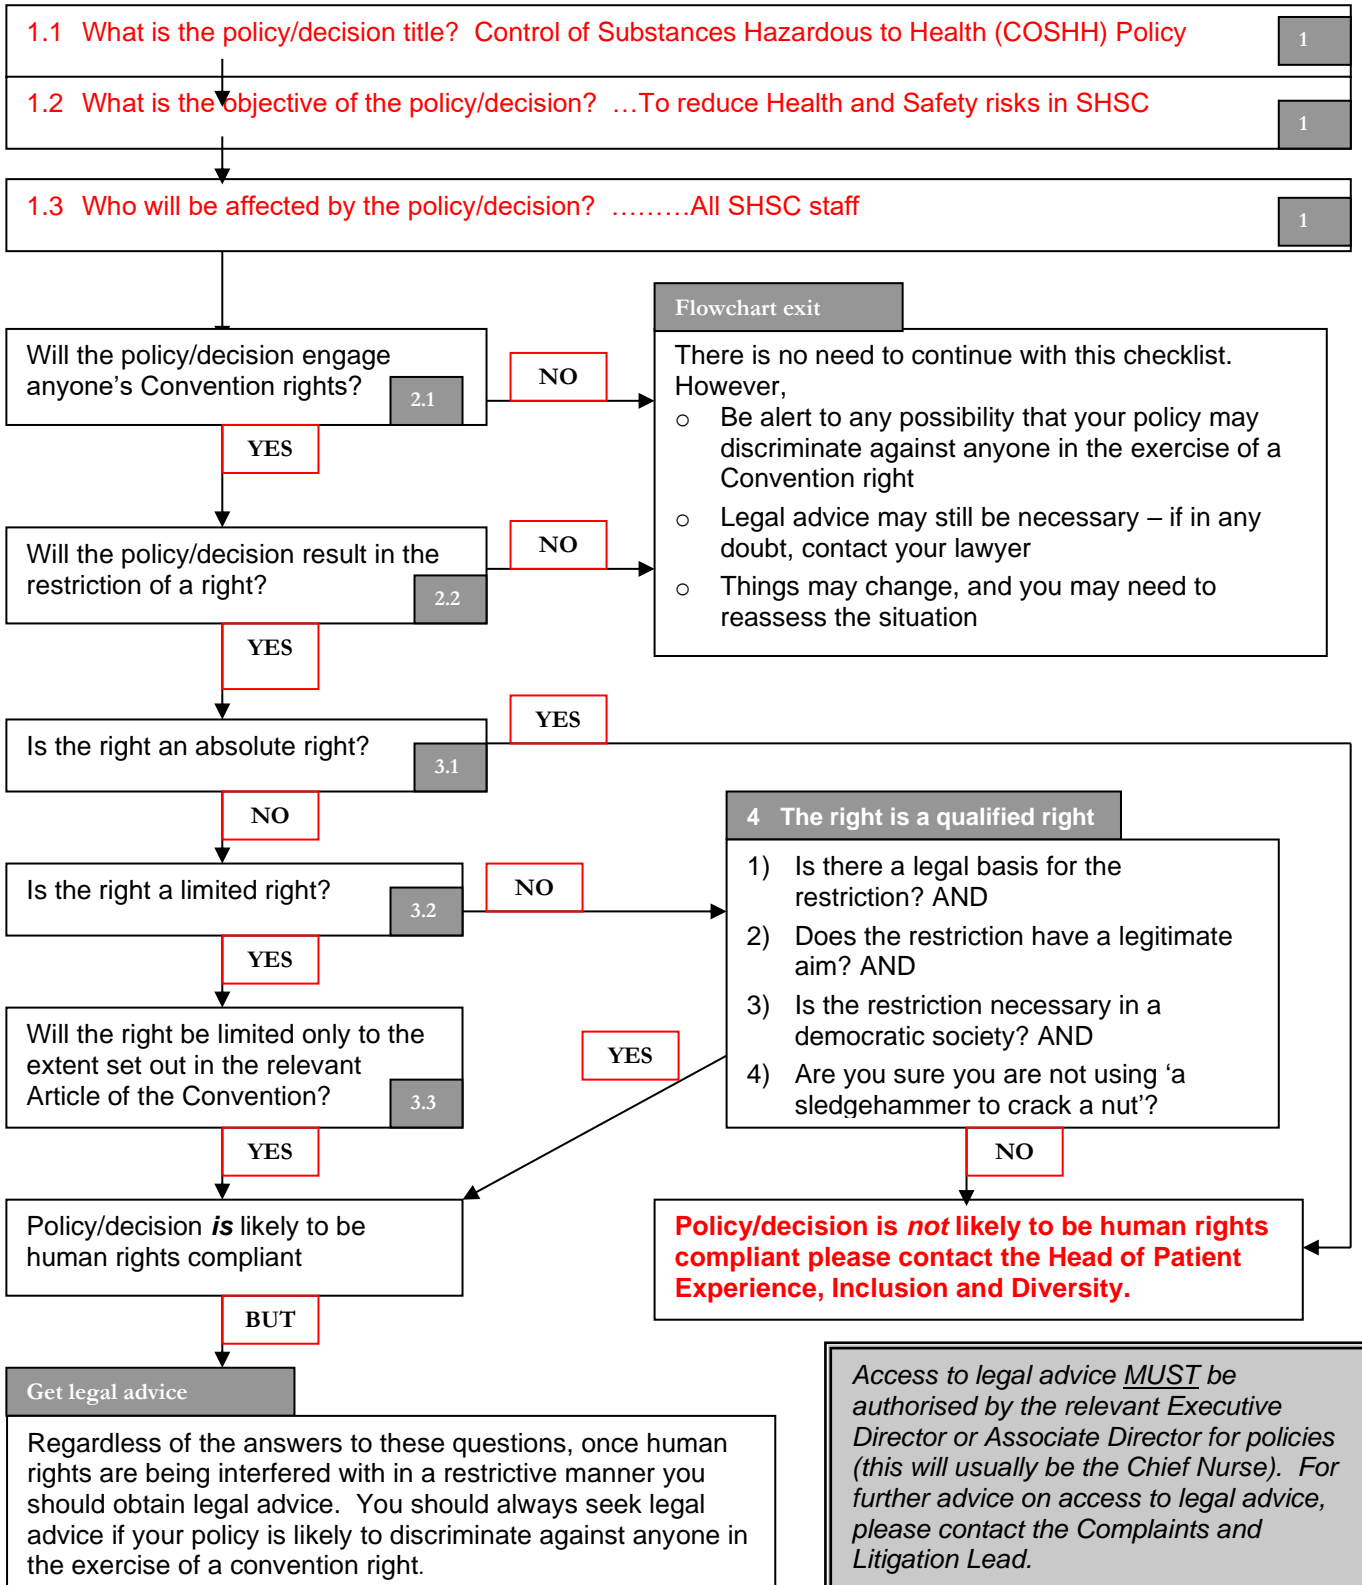 1.1 What is the policy/decision title? Control of Substances Hazardous to Health (COSHH) Policy
1
1.2 What is the objective of the policy/decision? …To reduce Health and Safety risks in SHSC
1
1.3 Who will be affected by the policy/decision? ………All SHSC staff
1
Will the policy/decision engage
anyone’s Convention rights?
2.1
NO
YES
Flowchart exit
There is no need to continue with this checklist.
However,
o Be alert to any possibility that your policy may
discriminate against anyone in the exercise of a
Convention right
o Legal advice may still be necessary – if in any
doubt, contact your lawyer
o Things may change, and you may need to
reassess the situation
Will the policy/decision result in the
restriction of a right?
2.2
NO
YES
Is the right an absolute right?
3.1
YES
NO
Is the right a limited right?
3.2
NO
YES
4 The right is a qualified right
1) Is there a legal basis for the
restriction? AND
2) Does the restriction have a legitimate
aim? AND
3) Is the restriction necessary in a
democratic society? AND
4) Are you sure you are not using ‘a
sledgehammer to crack a nut’?
Will the right be limited only to the
extent set out in the relevant
Article of the Convention?
3.3
YES
YES
NO
Policy/decision is likely to be
human rights compliant
BUT
Policy/decision is not likely to be human rights
compliant please contact the Head of Patient
Experience, Inclusion and Diversity.
Get legal advice
Regardless of the answers to these questions, once human
rights are being interfered with in a restrictive manner you
should obtain legal advice. You should always seek legal
advice if your policy is likely to discriminate against anyone in
the exercise of a convention right.
Access to legal advice MUST be
authorised by the relevant Executive
Director or Associate Director for policies
(this will usually be the Chief Nurse). For
further advice on access to legal advice,
please contact the Complaints and
Litigation Lead.